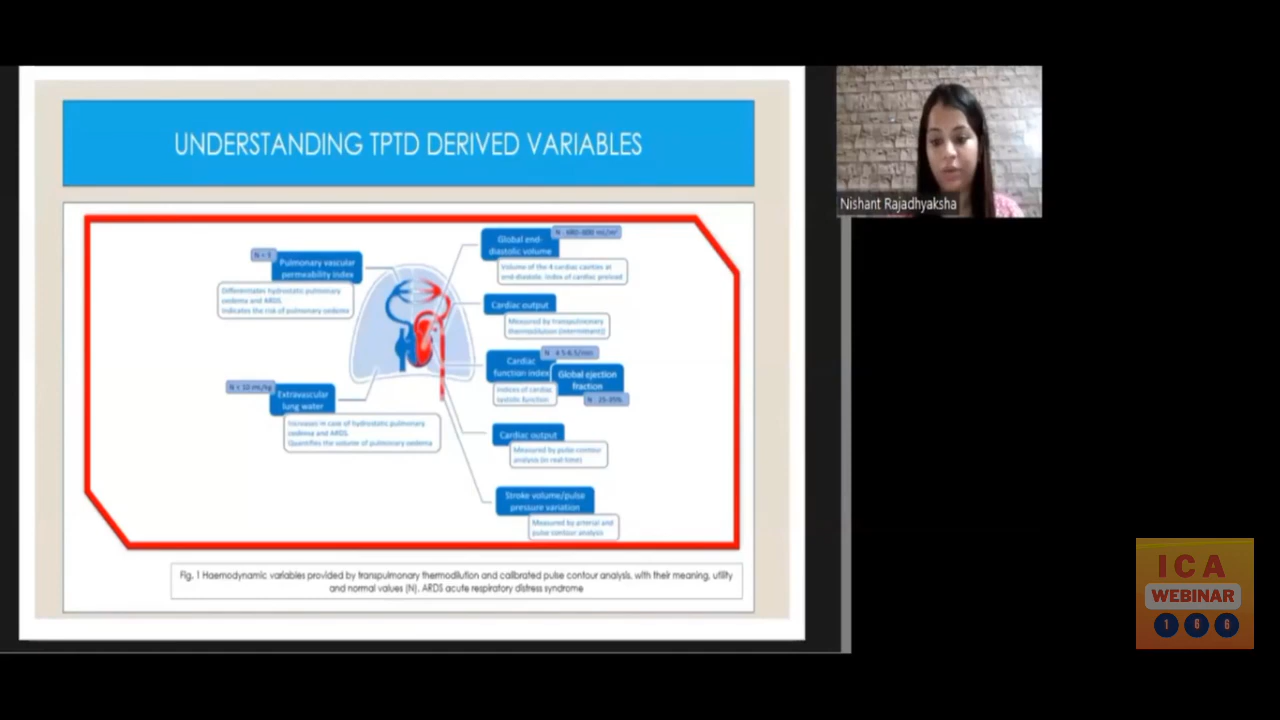 UNDERSTANDING TPTD DERIVED VARIABLES
Nishant Rajadhyaksha
Pulmonary vascular
permeability index
Differentiates hydrostatic pulmonary
oedema and ARDS
Indicates the risk of pulmonary oedema
Extravascular
lung water
Increases in case of hydrostatic pulmonary
oedema and ARDS
Quantifies the volume of pulmonary oedema
Global end-
diastolic volume
Volume of the 4 cardiac cavities at
end-diastole: index of cardiac preload
Cardiac output
Measured by transpulmonary
thermodilution (intermittent)
Cardiac
function index
Global ejection
fraction
N : 25-35%
Indices of cardiac
systolic function
Cardiac output
Measured by pulse contour
analysis (in real time)
Stroke volume/pulse
pressure variation
Measured by arterial and
pulse contour analysis
Fig. 1 Haemodynamic variables provided by transpulmonary thermodilution and calibrated pulse contour analysis, with their meaning, utility
and normal values (N). ARDS acute respiratory distress syndrome
ICA
WEBINAR
1 6 6